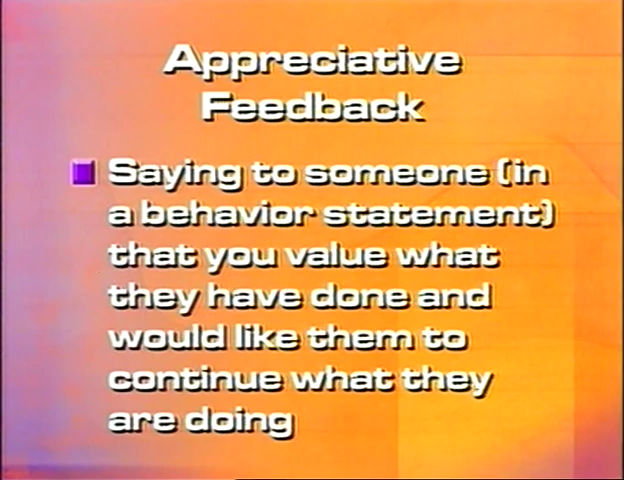 Appreciative
Feedback
Saying to someone (in
a behavior statement)
that you value what
they have done and
would like them to
continue what they
are doing